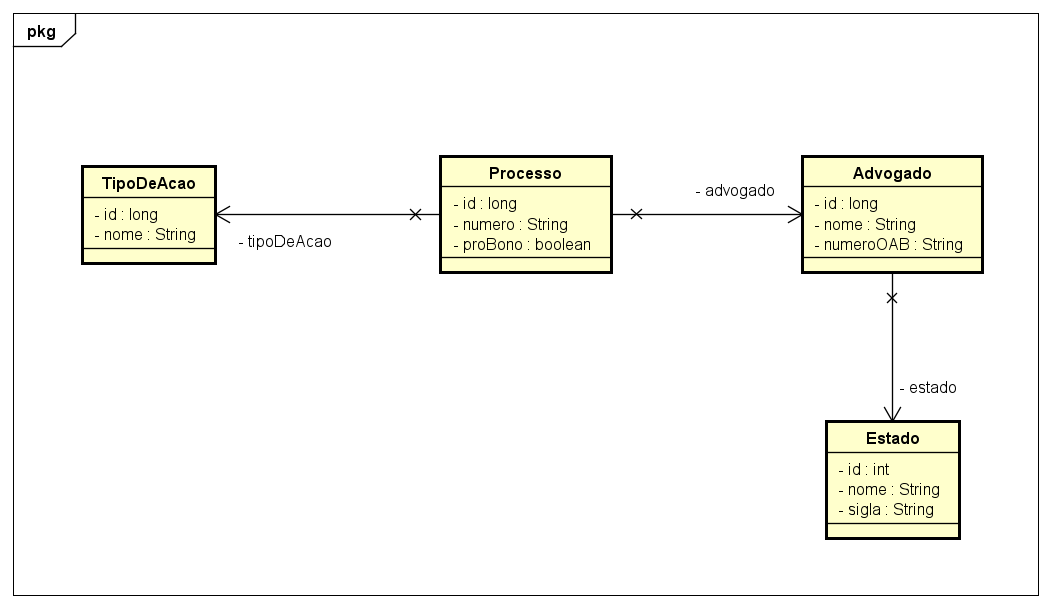 pkg
TipoDeAcao
- id : long
- nome : String
- tipoDeAcao
Processo
- id : long
- numero : String
- proBono : boolean
- advogado
Advogado
- id : long
- nome : String
- numeroOAB : String
- estado
Estado
- id : int
- nome : String
- sigla : String